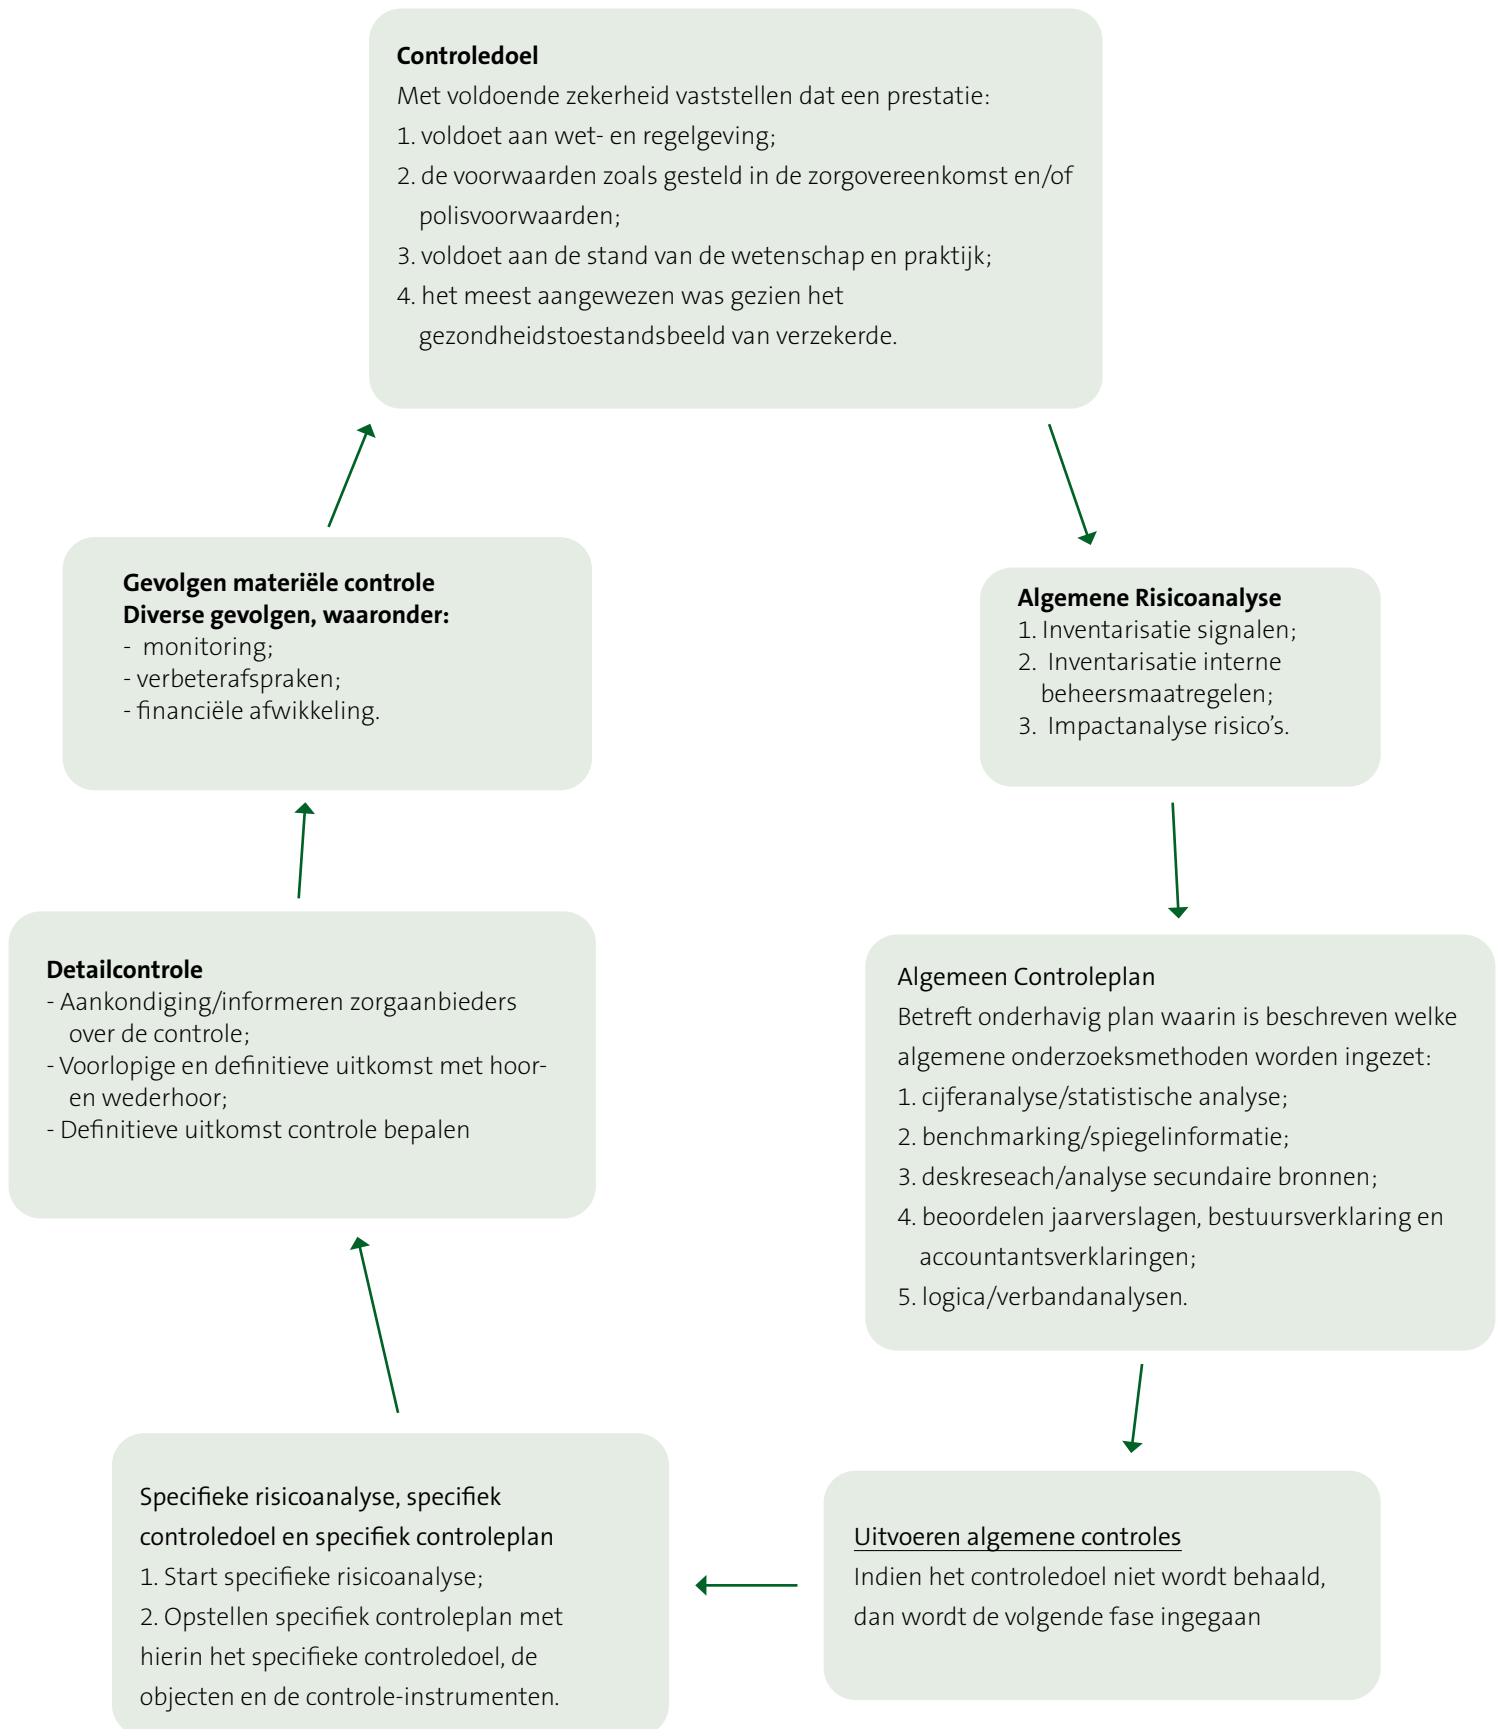 Controledoel
Met voldoende zekerheid vaststellen dat een prestatie:
1. voldoet aan wet- en regelgeving;
2. de voorwaarden zoals gesteld in de zorgovereenkomst en/of
polisvoorwaarden;
3. voldoet aan de stand van de wetenschap en praktijk;
4. het meest aangewezen was gezien het
gezondheidstoestandsbeeld van verzekerde.
Algemene Risicoanalyse
1. Inventarisatie signalen;
2. Inventarisatie interne
beheersmaatregelen;
3. Impactanalyse risico’s.
Algemeen Controleplan
Betreft onderhavig plan waarin is beschreven welke
algemene onderzoeksmethoden worden ingezet:
1. cijferanalyse/statistische analyse;
2. benchmarking/spiegelinformatie;
3. deskreseach/analyse secundaire bronnen;
4. beoordelen jaarverslagen, bestuursverklaring en
accountantsverklaringen;
5. logica/verbandanalysen.
Uitvoeren algemene controles
Indien het controledoel niet wordt behaald,
dan wordt de volgende fase ingegaan
Specifieke risicoanalyse, specifiek
controledoel en specifiek controleplan
1. Start specifieke risicoanalyse;
2. Opstellen specifiek controleplan met
hierin het specifieke controledoel, de
objecten en de controle-instrumenten.
Detailcontrole
- Aankondiging/informeren zorgaanbieders
over de controle;
- Voorlopige en definitieve uitkomst met hoor-
en wederhoor;
- Definitieve uitkomst controle bepalen
Gevolgen materiële controle
Diverse gevolgen, waaronder:
- monitoring;
- verbeterafspraken;
- financiële afwikkeling.